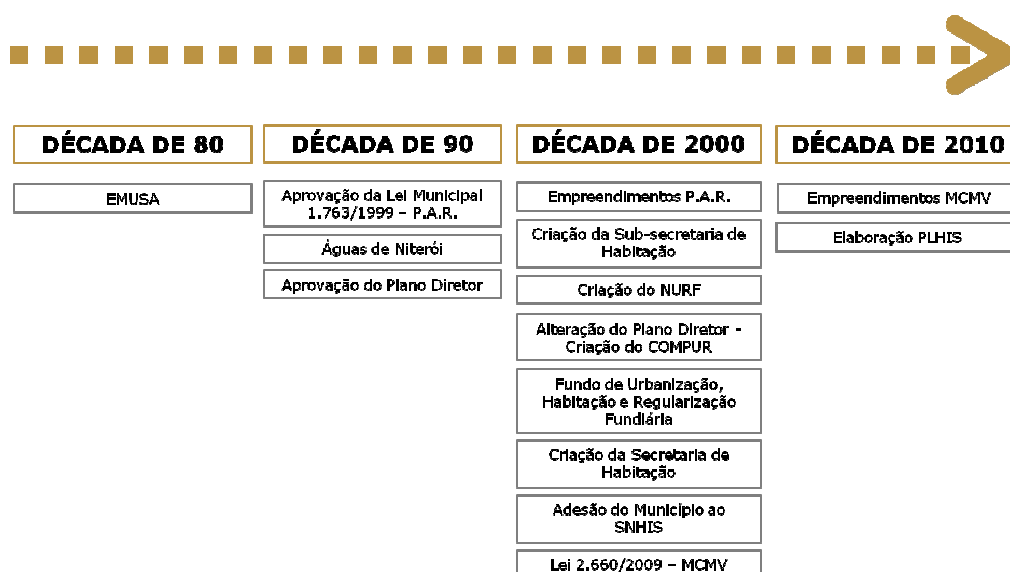 DÉCADA DE 80
EMUSA
DÉCADA DE 90
Aprovação da Lei Municipal
1.763/1999 – P.A.R.
Águas de Niterói
Aprovação do Plano Diretor
DÉCADA DE 2000
Empreendimentos P.A.R.
Criação da Sub-secretaria de
Habitação
Criação do NURF
Alteração do Plano Diretor -
Criação do COMPUR
Fundo de Urbanização,
Habitação e Regularização
Fundiária
Criação da Secretaria de
Habitação
Adesão do Municipio ao
SNHIS
Lei 2.660/2009 – MCMV
DÉCADA DE 2010
Empreendimentos MCMV
Elaboração PLHIS